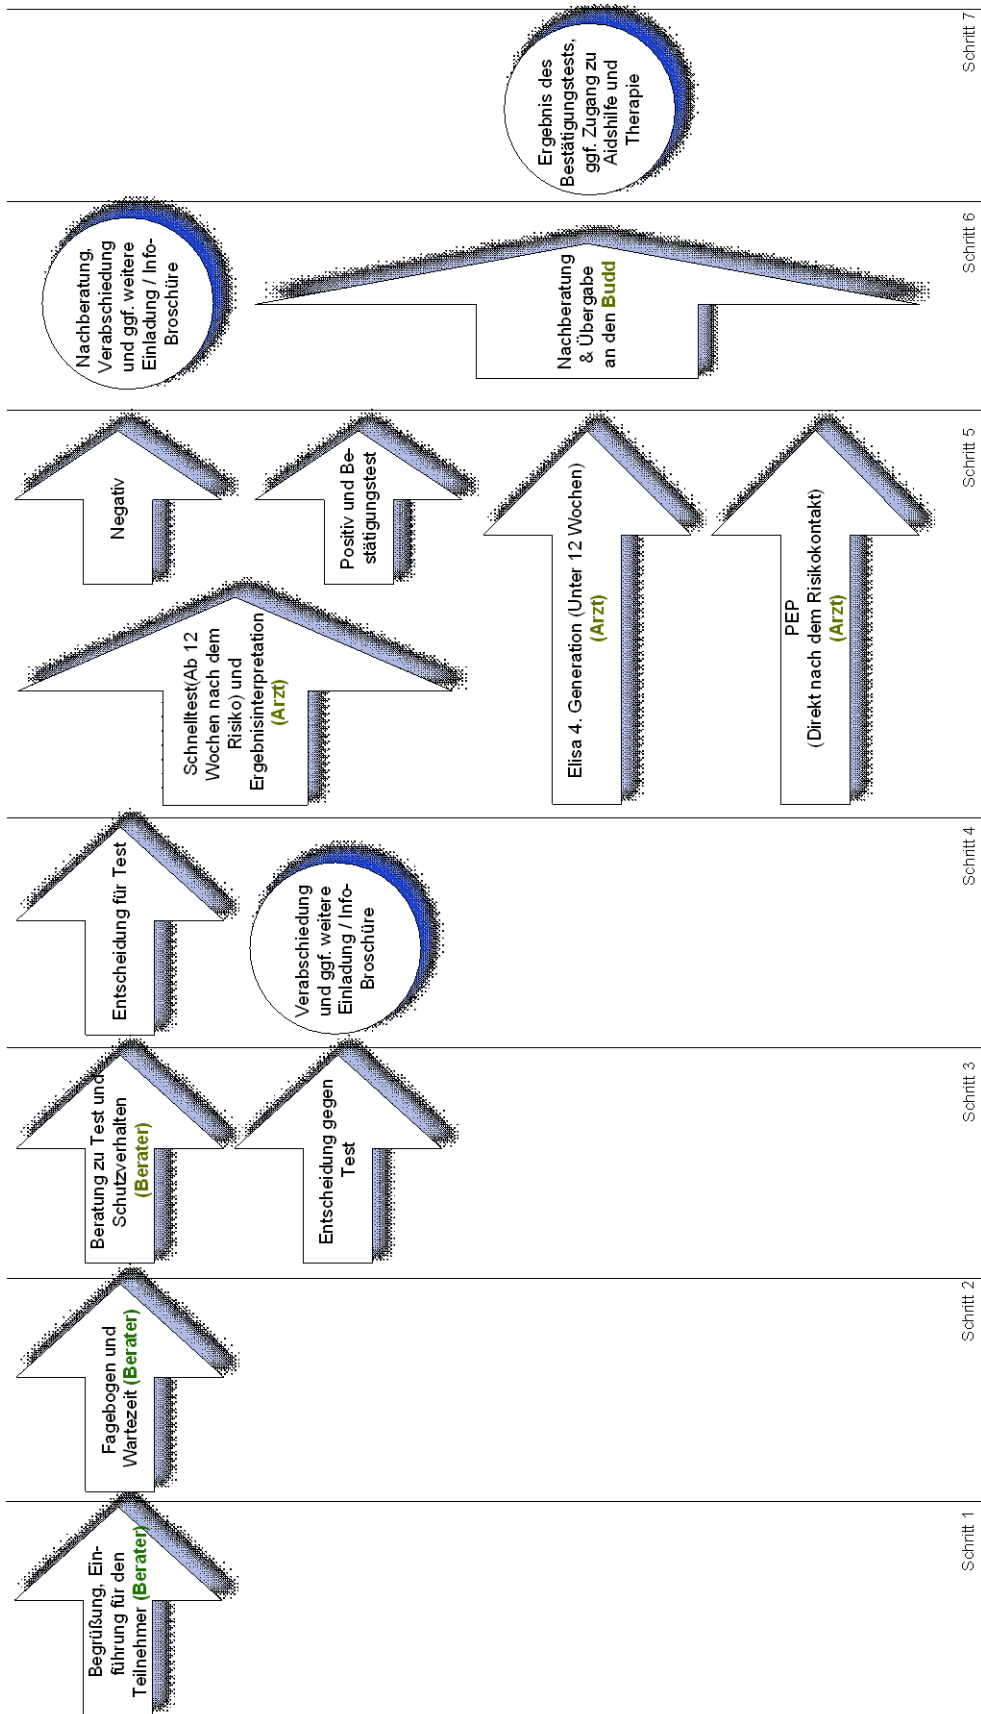 Begrüßung, Ein-
führung für den
Teilnehmer (Berater)
Schritt 1
Fagebogen und
Wartezeit (Berater)
Schritt 2
Beratung zu Test und
Schutzverhalten
(Berater)
Entscheidung gegen
Test
Schritt 3
Entscheidung für Test
Verabschiedung
und ggf. weitere
Einladung / Info-
Broschüre
Schritt 4
Schnelltest(Ab 12
Wochen nach dem
Risiko) und
Ergebnisinterpretation
(Arzt)
Negativ
Positiv und Be-
stätigungstest
Elisa 4. Generation (Unter 12 Wochen)
(Arzt)
PEP
(Direkt nach dem Risikokontakt)
(Arzt)
Schritt 5
Nachberatung,
Verabschiedung
und ggf. weitere
Einladung / Info-
Broschüre
Nachberatung
& Übergabe
an den Budd
Schritt 6
Ergebnis des
Bestätigungstests,
ggf. Zugang zu
Aidshilfe und
Therapie
Schritt 7